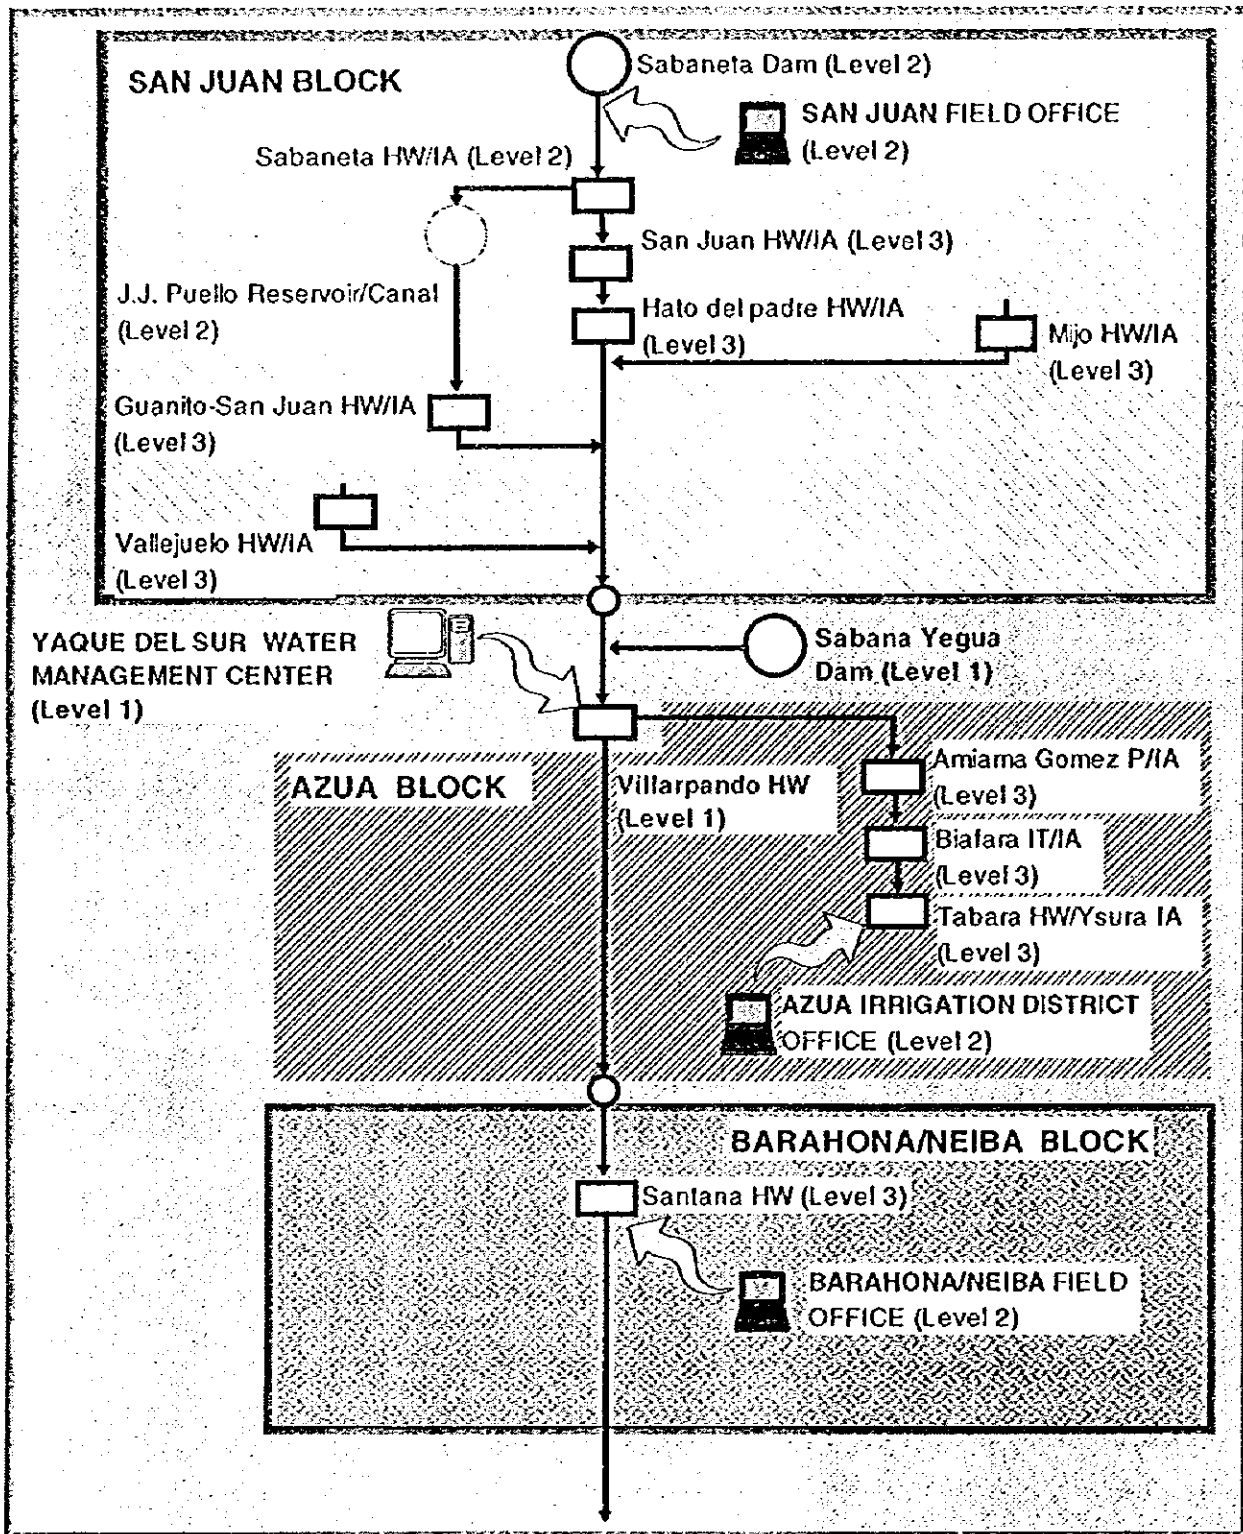 SAN JUAN BLOCK
Sabaneta Dam (Level 2)
SAN JUAN FIELD OFFICE
(Level 2)
Sabaneta HW/IA (Level 2)
San Juan HW/IA (Level 3)
J.J. Puello Reservoir/Canal
(Level 2)
Hato del padre HW/IA
(Level 3)
Mijo HW/IA
(Level 3)
Guanito-San Juan HW/IA
(Level 3)
Vallejuelo HW/IA
(Level 3)
YAQUE DEL SUR WATER
MANAGEMENT CENTER
(Level 1)
Sabana Yegua
Dam (Level 1)
AZUA BLOCK
Villarpando HW
(Level 1)
Amiama Gomez P/IA
(Level 3)
Biafara IT/IA
(Level 3)
Tabara HW/Ysura IA
(Level 3)
AZUA IRRIGATION DISTRICT
OFFICE (Level 2)
BARAHONA/NEIBA BLOCK
Santana HW (Level 3)
BARAHONA/NEIBA FIELD
OFFICE (Level 2)